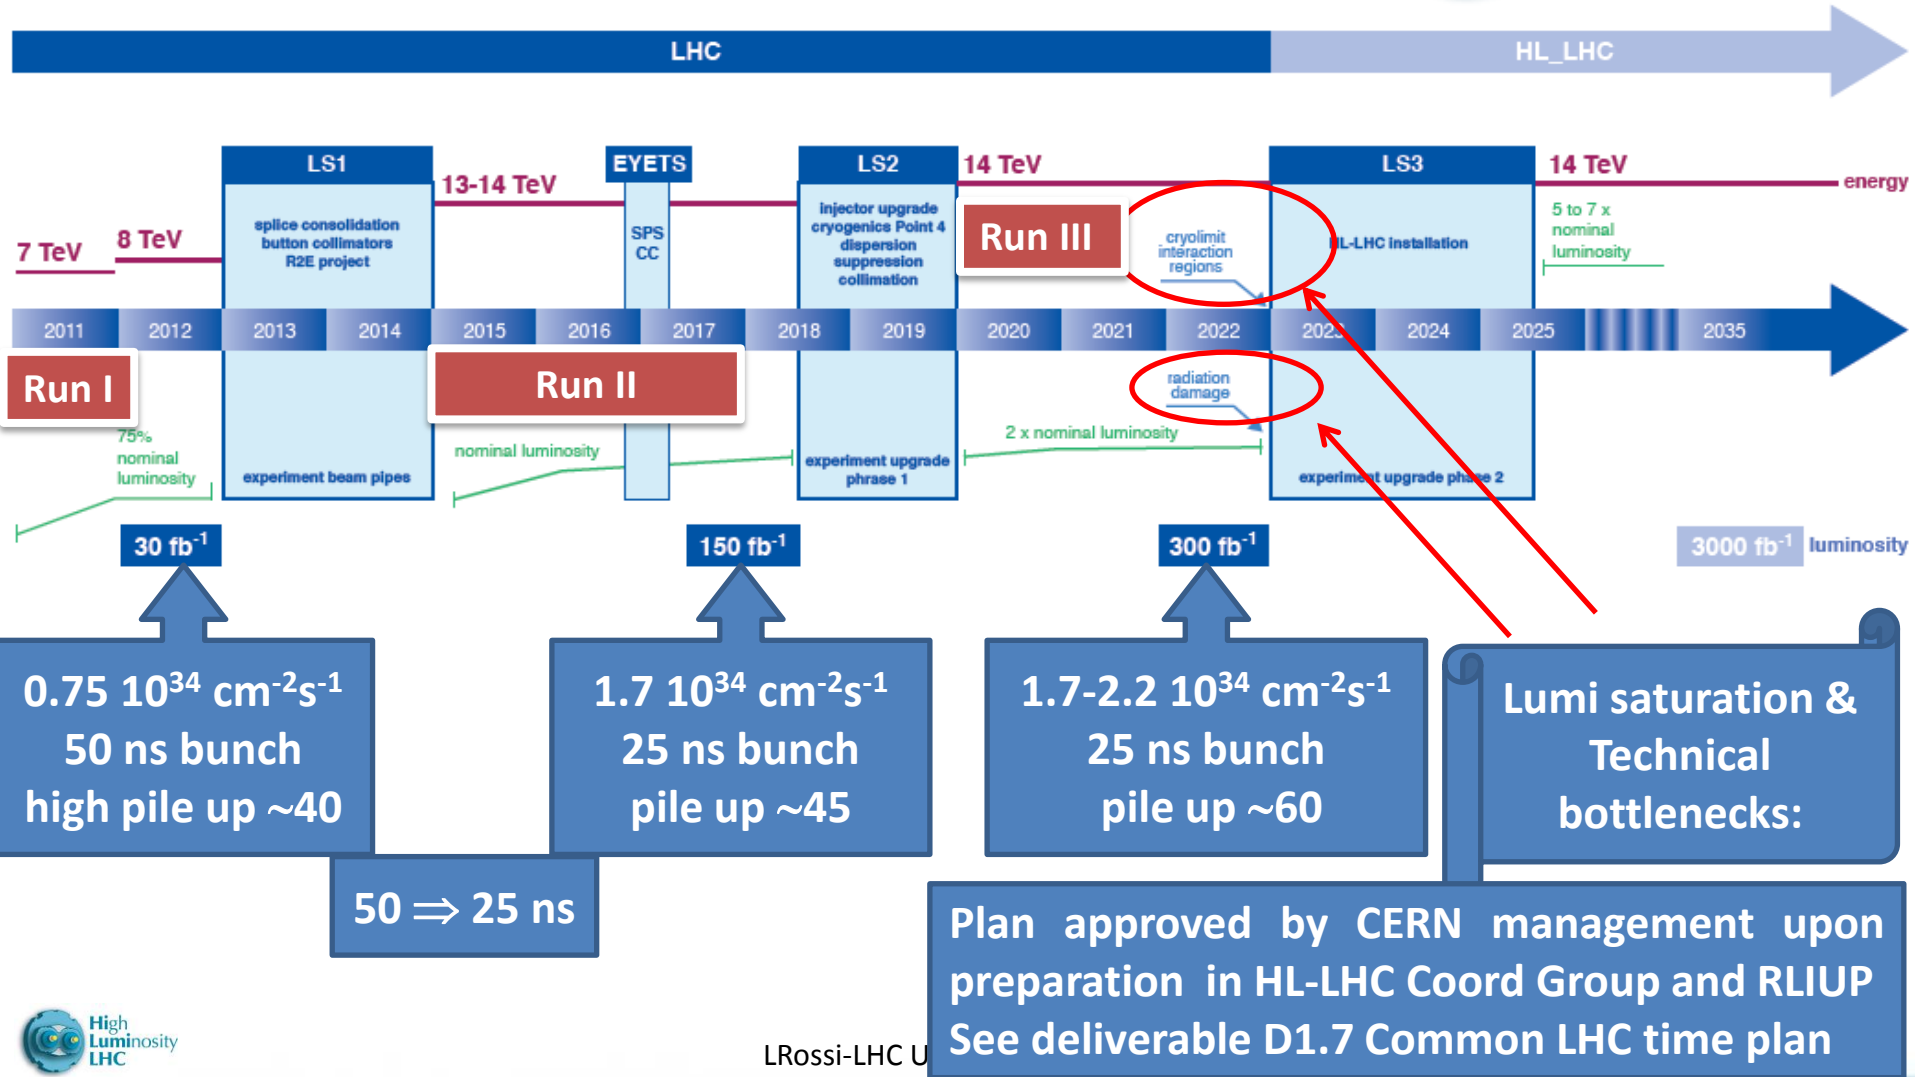 LHC
HL_LHC
LS1
EYETS
LS2
14 TeV
LS3
14 TeV
13-14 TeV
energy
7 TeV
8 TeV
splice consolidation
button collimators
R2E project
SPS
CC
injector upgrade
cryogenics Point 4
dispersion
suppression
collimation
Run III
cryolimit
interaction
regions
HL-LHC installation
5 to 7 x
nominal
luminosity
2011
2012
2013
2014
2015
2016
2017
2018
2019
2020
2021
2022
2023
2024
2025
2035
Run I
Run II
radiation
damage
75%
nominal
luminosity
experiment beam pipes
nominal luminosity
experiment upgrade
phrase 1
2 x nominal luminosity
experiment upgrade phase 2
30 fb⁻¹
150 fb⁻¹
300 fb⁻¹
3000 fb⁻¹
luminosity
0.75 10³⁴ cm⁻²s⁻¹
50 ns bunch
high pile up ~40
1.7 10³⁴ cm⁻²s⁻¹
25 ns bunch
pile up ~45
1.7-2.2 10³⁴ cm⁻²s⁻¹
25 ns bunch
pile up ~60
Lumi saturation &
Technical
bottlenecks:
50 ⇒ 25 ns
Plan approved by CERN management upon
preparation in HL-LHC Coord Group and RLIUP
See deliverable D1.7 Common LHC time plan
High
Luminosity
LHC
LRossi-LHC U